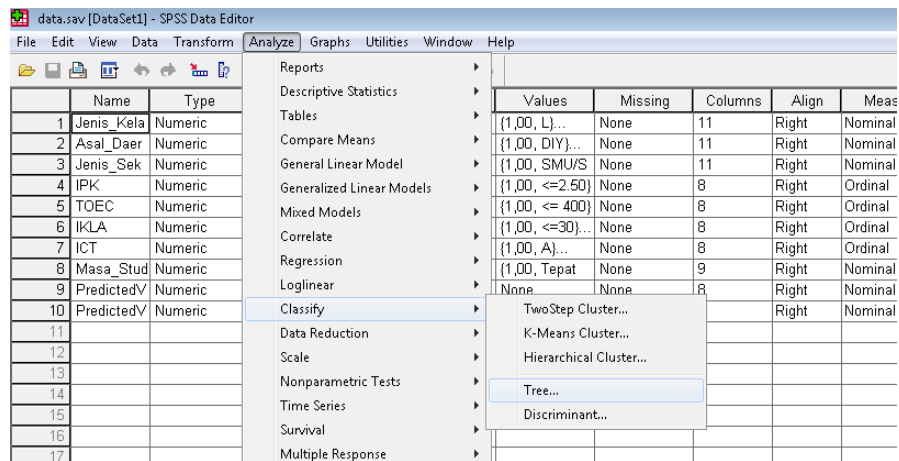 data.sav [DataSet1] - SPSS Data Editor
File Edit View Data Transform Analyze Graphs Utilities Window Help
Name Type Values Missing Columns Align Meas
1 Jenis_Kela Numeric {1,00, L}... None 11 Right Nominal
2 Asal_Daer Numeric {1,00, DIY}... None 11 Right Nominal
3 Jenis_Sek Numeric {1,00, SMU/S None 11 Right Nominal
4 IPK Numeric {1,00, <=2.50} None 8 Right Ordinal
5 TOEC Numeric {1,00, <= 400} None 8 Right Ordinal
6 IKLA Numeric {1,00, <=30}... None 8 Right Ordinal
7 ICT Numeric {1,00, A}... None 8 Right Ordinal
8 Masa_Stud Numeric {1,00, Tepat None 9 Right Nominal
9 PredictedV Numeric None None 8 Right Nominal
10 PredictedV Numeric Right Nominal
11
12
13
14
15
16
17
Reports
Descriptive Statistics
Tables
Compare Means
General Linear Model
Generalized Linear Models
Mixed Models
Correlate
Regression
Loglinear
Classify
Data Reduction
Scale
Nonparametric Tests
Time Series
Survival
Multiple Response
TwoStep Cluster...
K-Means Cluster...
Hierarchical Cluster...
Tree...
Discriminant...